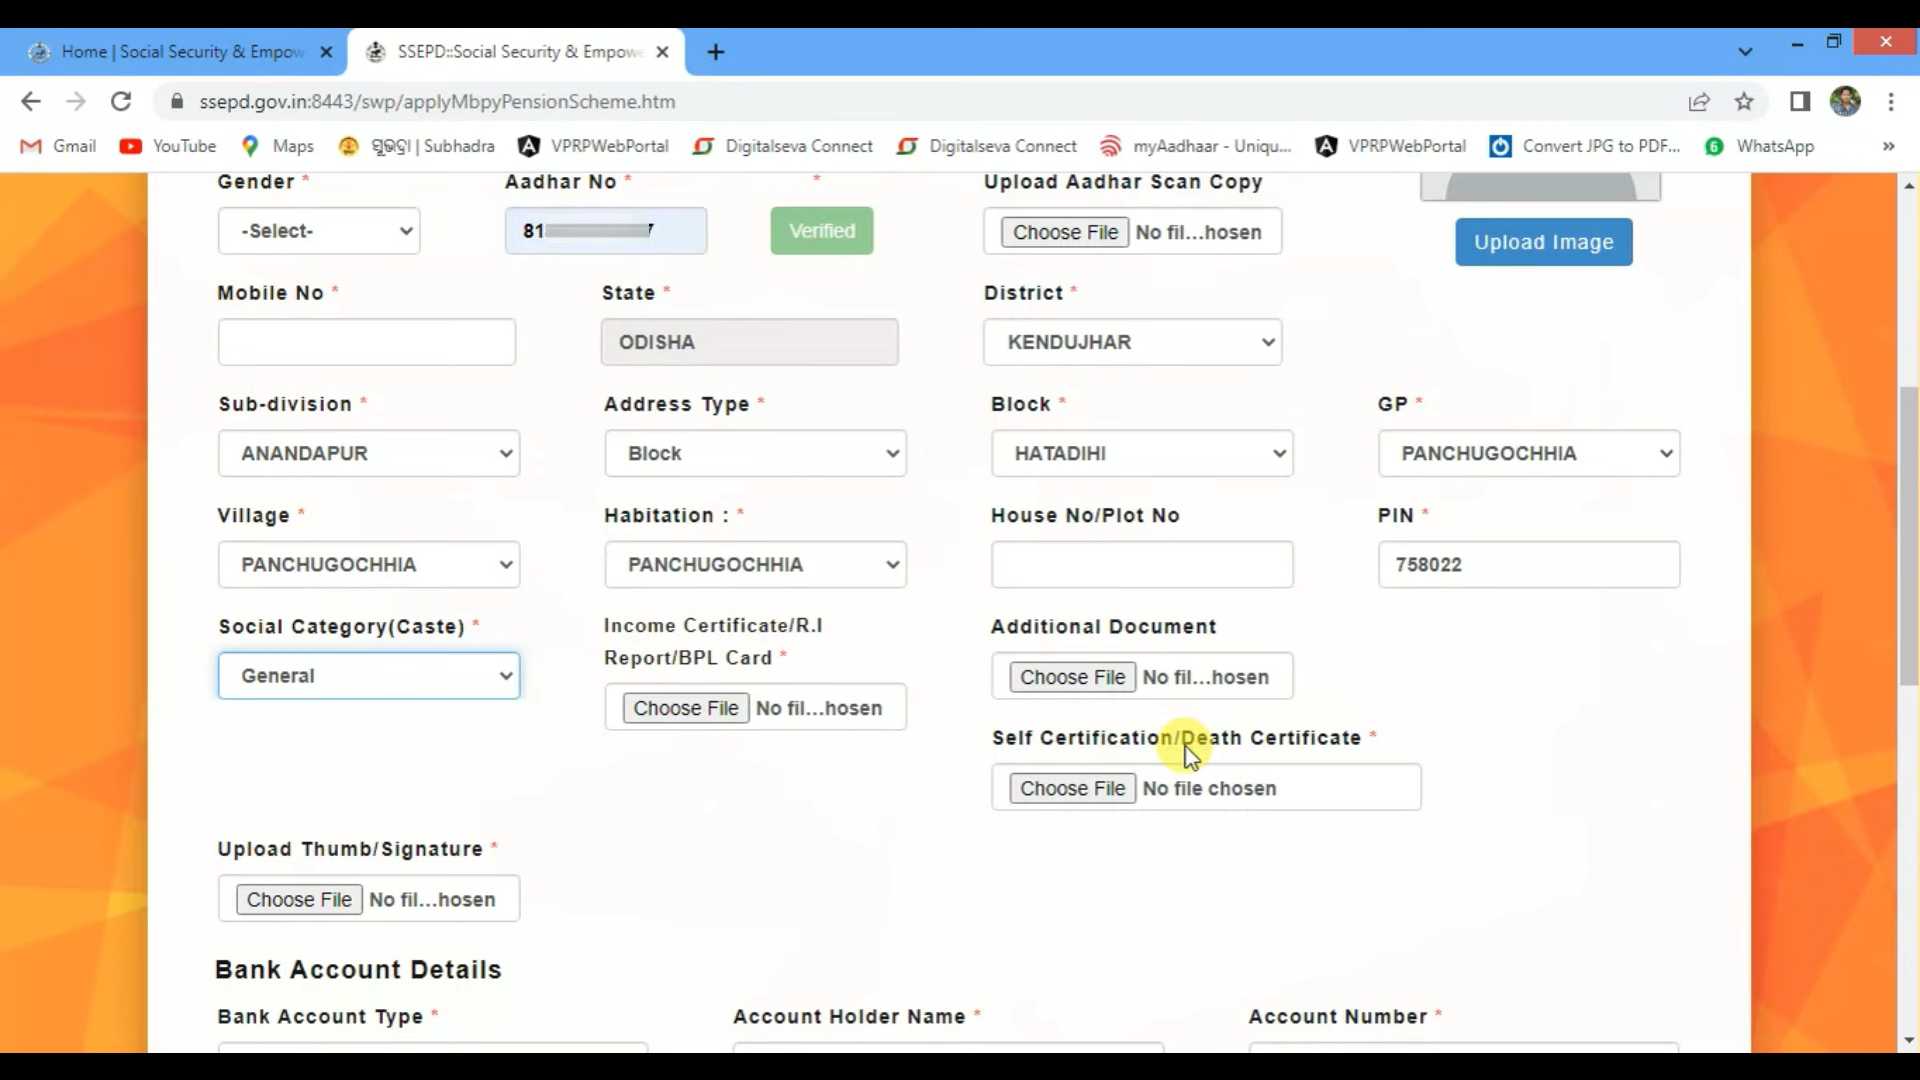 Home | Social Security & Empow
SSEPD::Social Security & Empowe
ssepd.gov.in:8443/swp/applyMbpyPensionScheme.htm
Gmail YouTube Maps ସୁଭଦ୍ରା | Subhadra VPRPWebPortal Digitalseva Connect Digitalseva Connect myAadhaar - Uniqu... VPRPWebPortal Convert JPG to PDF... 6 WhatsApp »
Gender * Aadhar No * * Upload Aadhar Scan Copy
-Select- 81 7 Verified Choose File No fil...hosen Upload Image
Mobile No * State * District *
ODISHA KENDUJHAR
Sub-division * Address Type * Block * GP *
ANANDAPUR Block HATADIHI PANCHUGOCHHIA
Village * Habitation : * House No/Plot No PIN *
PANCHUGOCHHIA PANCHUGOCHHIA 758022
Social Category(Caste) * Income Certificate/R.I Additional Document
Report/BPL Card *
General Choose File No fil...hosen Choose File No fil...hosen
Self Certification/Death Certificate *
Choose File No file chosen
Upload Thumb/Signature *
Choose File No fil...hosen
Bank Account Details
Bank Account Type * Account Holder Name * Account Number *